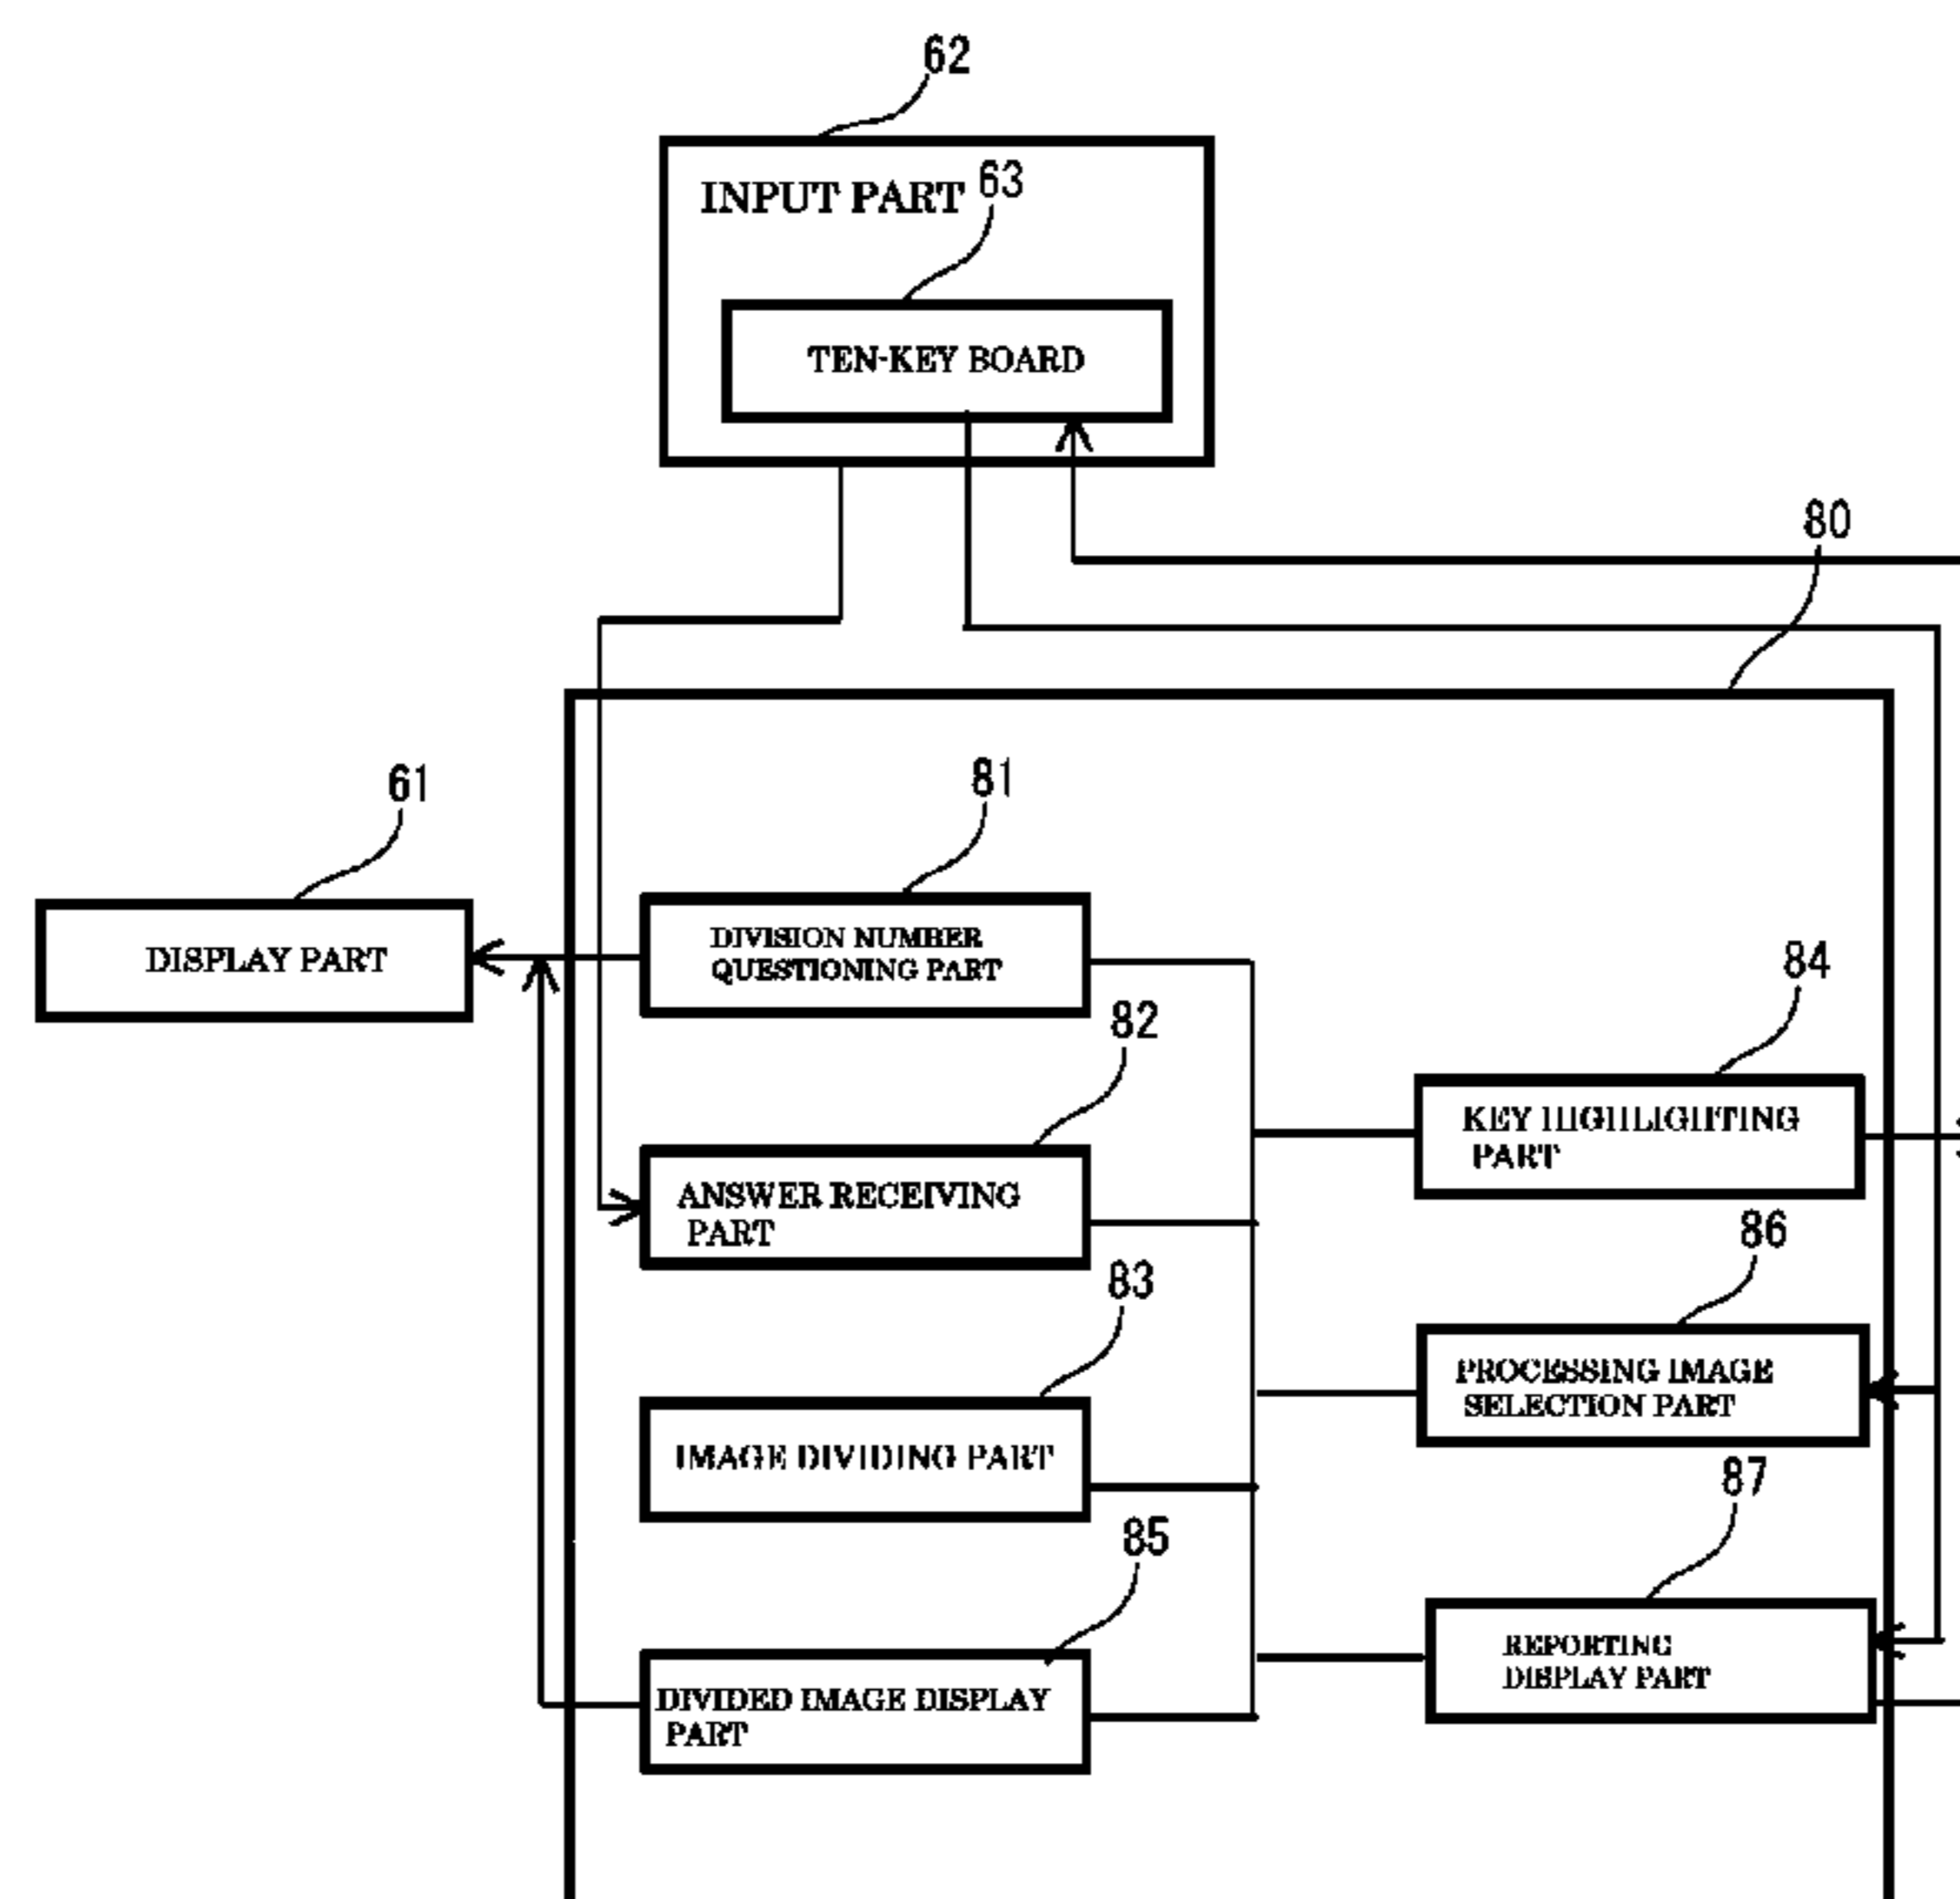 62
INPUT PART
63
TEN-KEY BOARD
80
61
81
DISPLAY PART
DIVISION NUMBER
QUESTIONING PART
84
82
KEY HIGHLIGHTING
PART
ANSWER RECEIVING
PART
86
83
PROCESSING IMAGE
SELECTION PART
IMAGE DIVIDING PART
87
85
REPORTING
DISPLAY PART
DIVIDED IMAGE DISPLAY
PART